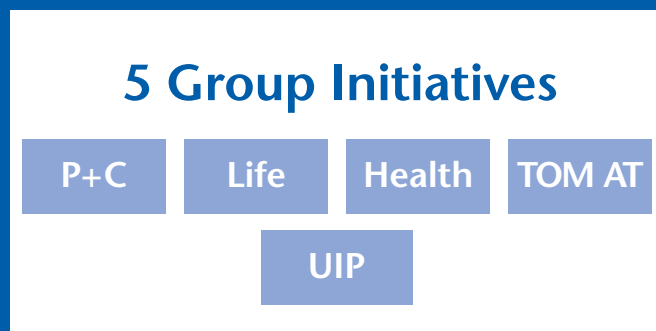 5 Group Initiatives
P+C
Life
Health
TOM AT
UIP